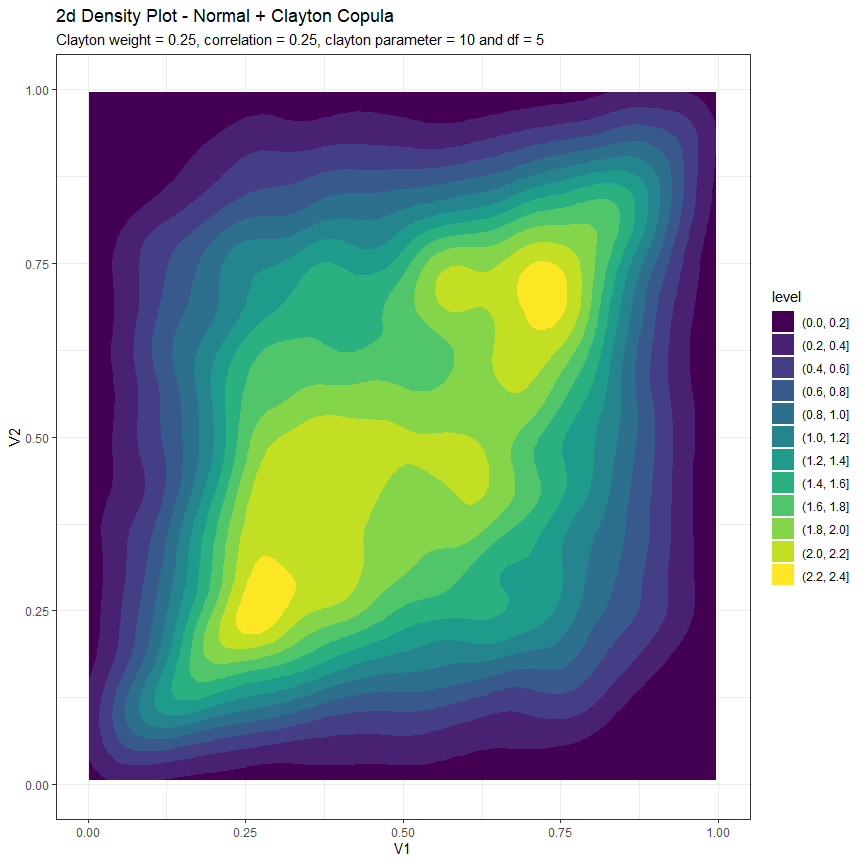 2d Density Plot - Normal + Clayton Copula
Clayton weight = 0.25, correlation = 0.25, clayton parameter = 10 and df = 5
1.00
0.75
0.50
0.25
0.00
V2
0.00 0.25 0.50 0.75 1.00
V1
level
(0.0, 0.2]
(0.2, 0.4]
(0.4, 0.6]
(0.6, 0.8]
(0.8, 1.0]
(1.0, 1.2]
(1.2, 1.4]
(1.4, 1.6]
(1.6, 1.8]
(1.8, 2.0]
(2.0, 2.2]
(2.2, 2.4]